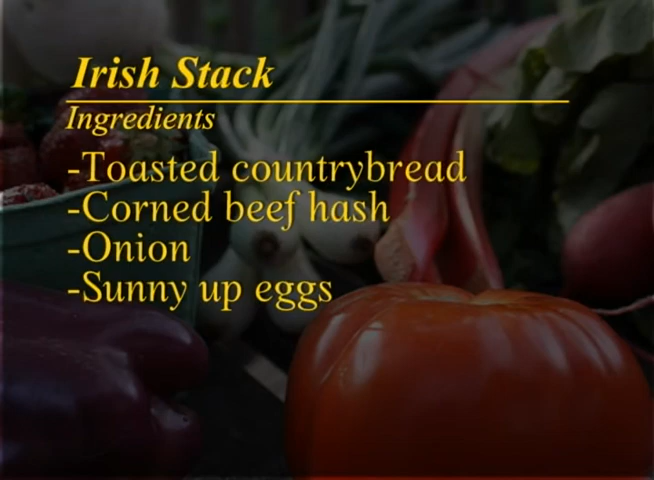 Irish Stack
Ingredients
-Toasted countrybread
-Corned beef hash
-Onion
-Sunny up eggs